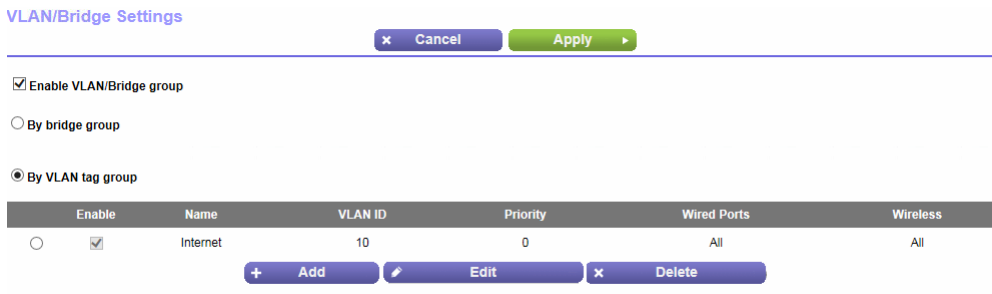 VLAN/Bridge Settings
Cancel Apply
Enable VLAN/Bridge group
By bridge group
By VLAN tag group
Enable Name VLAN ID Priority Wired Ports Wireless
Internet 10 0 All All
Add Edit Delete